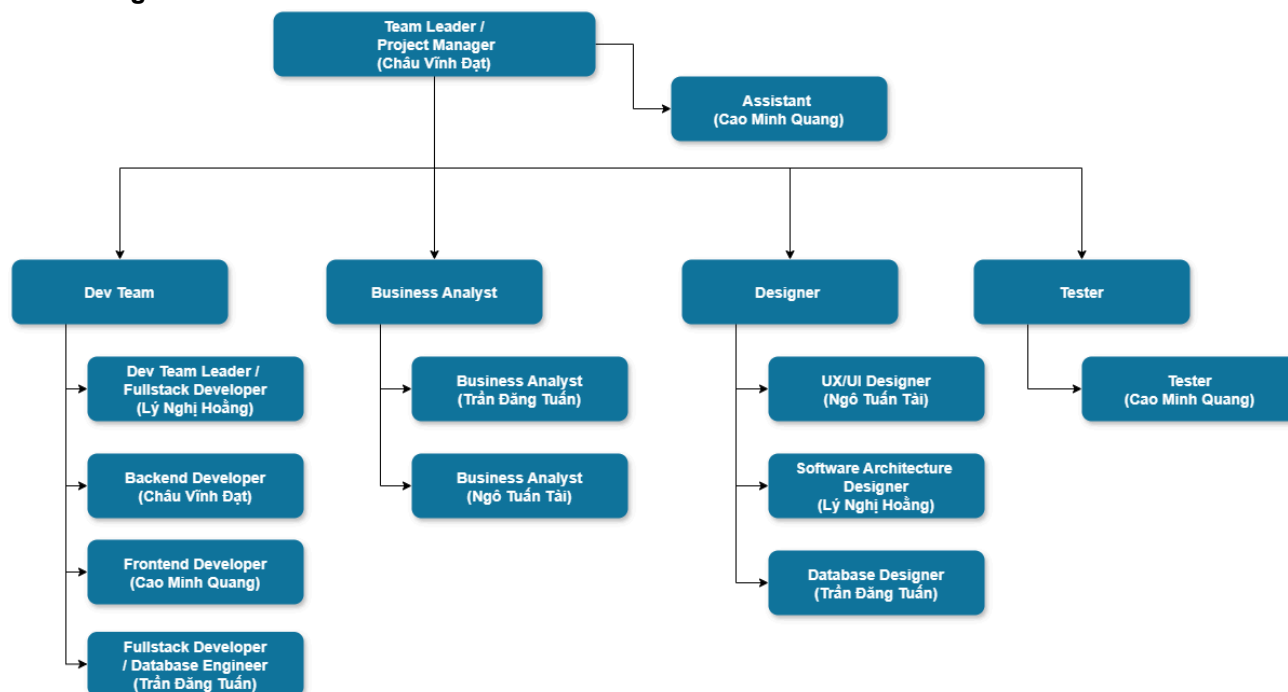 Team Leader /
Project Manager
(Châu Vĩnh Đạt)
Assistant
(Cao Minh Quang)
Dev Team
Business Analyst
Designer
Tester
Dev Team Leader /
Fullstack Developer
(Lý Nghị Hoằng)
Backend Developer
(Châu Vĩnh Đạt)
Frontend Developer
(Cao Minh Quang)
Fullstack Developer
/ Database Engineer
(Trần Đăng Tuấn)
Business Analyst
(Trần Đăng Tuấn)
Business Analyst
(Ngô Tuấn Tài)
UX/UI Designer
(Ngô Tuấn Tài)
Software Architecture
Designer
(Lý Nghị Hoằng)
Database Designer
(Trần Đăng Tuấn)
Tester
(Cao Minh Quang)